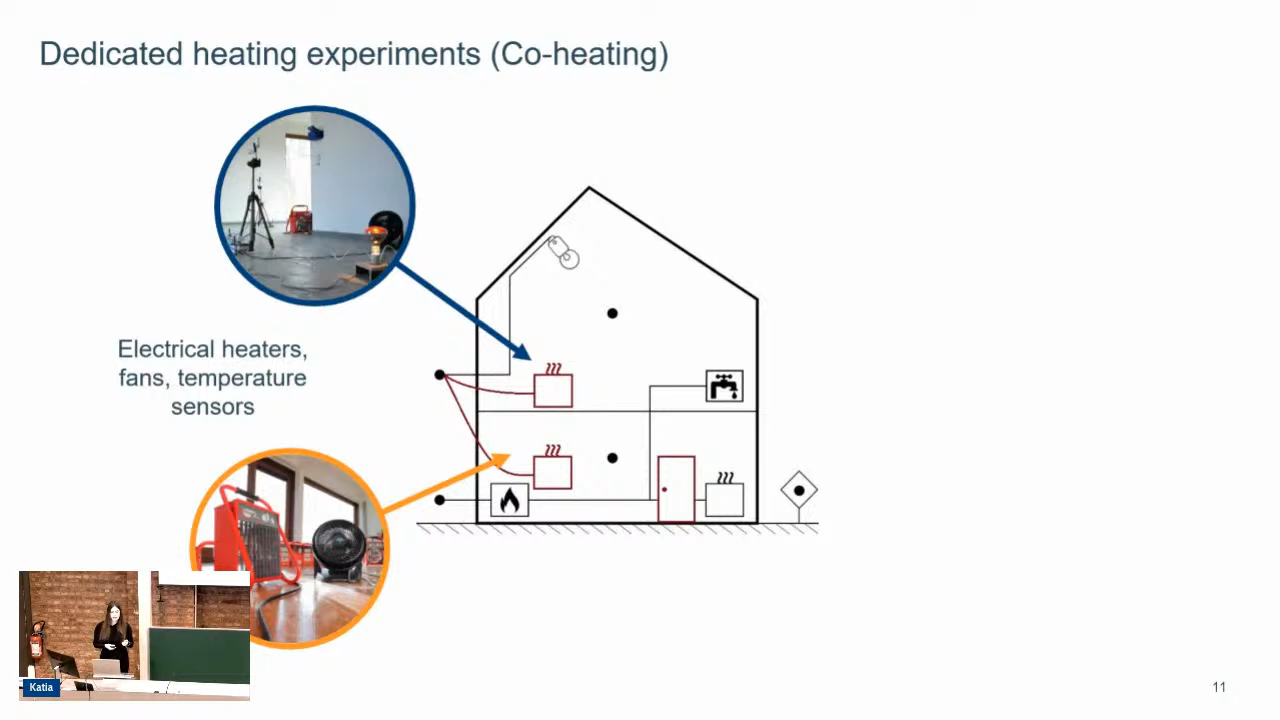 Dedicated heating experiments (Co-heating)
Electrical heaters,
fans, temperature
sensors
Katia
11